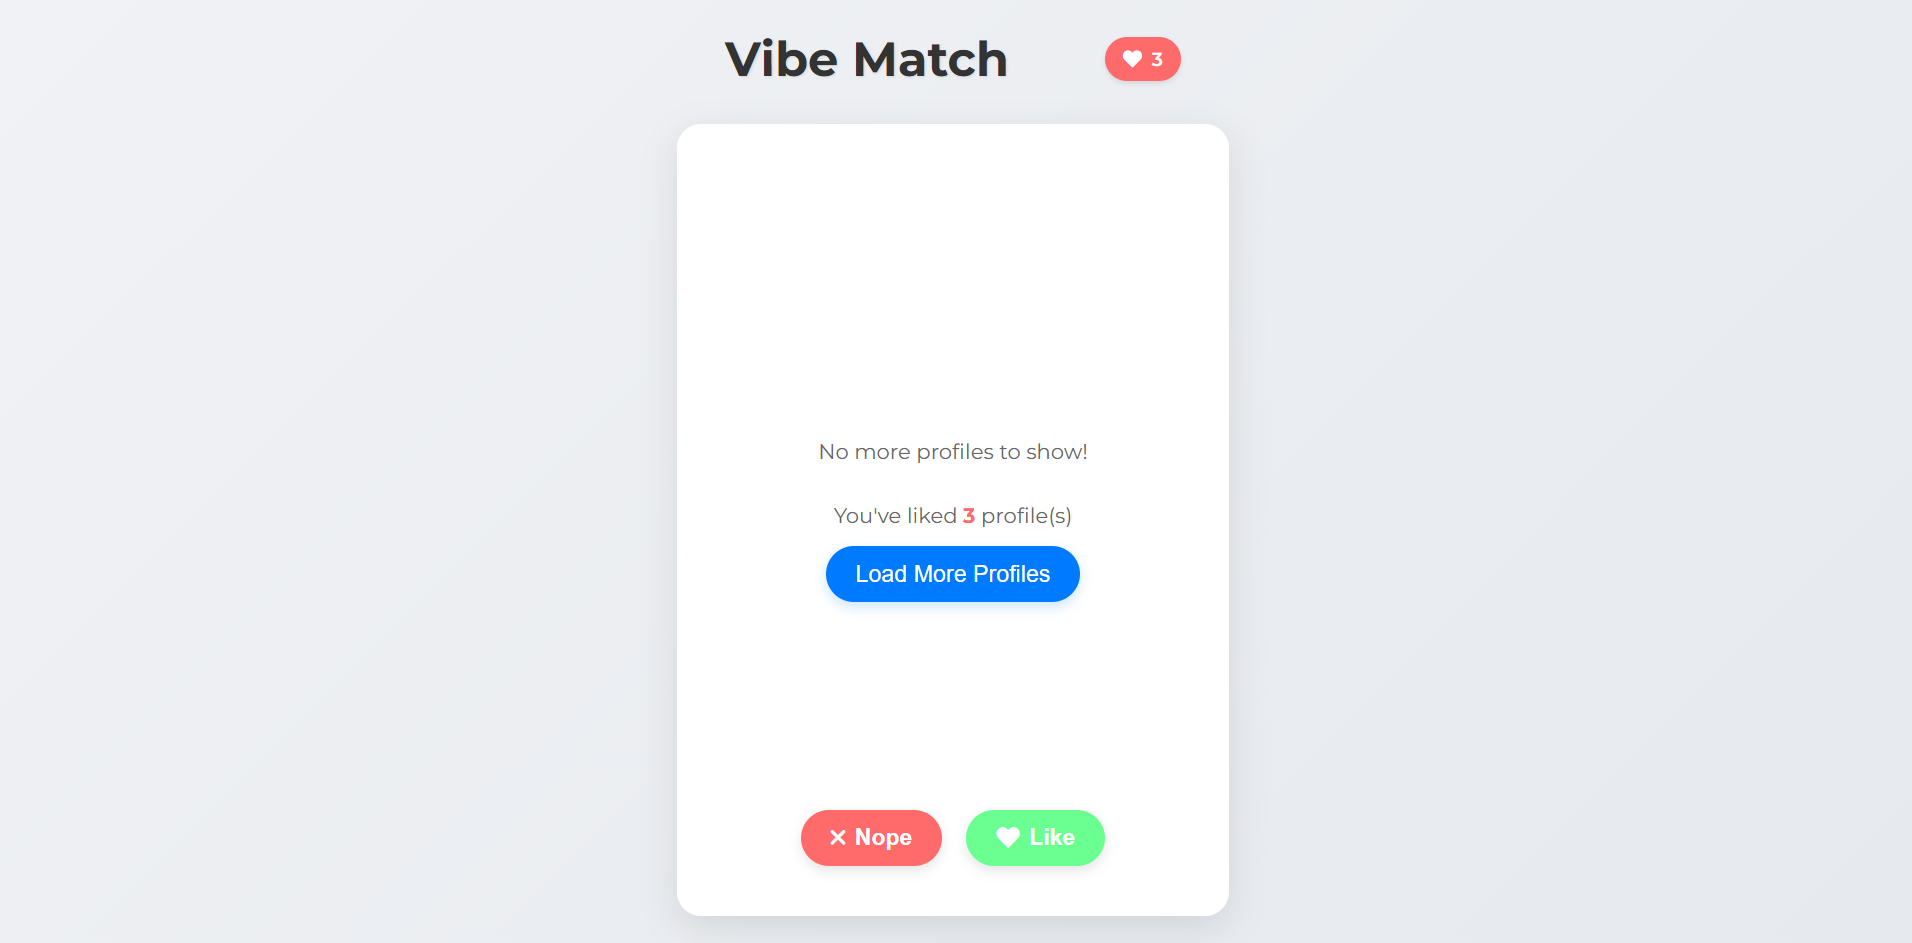 Vibe Match
3
No more profiles to show!
You've liked 3 profile(s)
Load More Profiles
Nope
Like